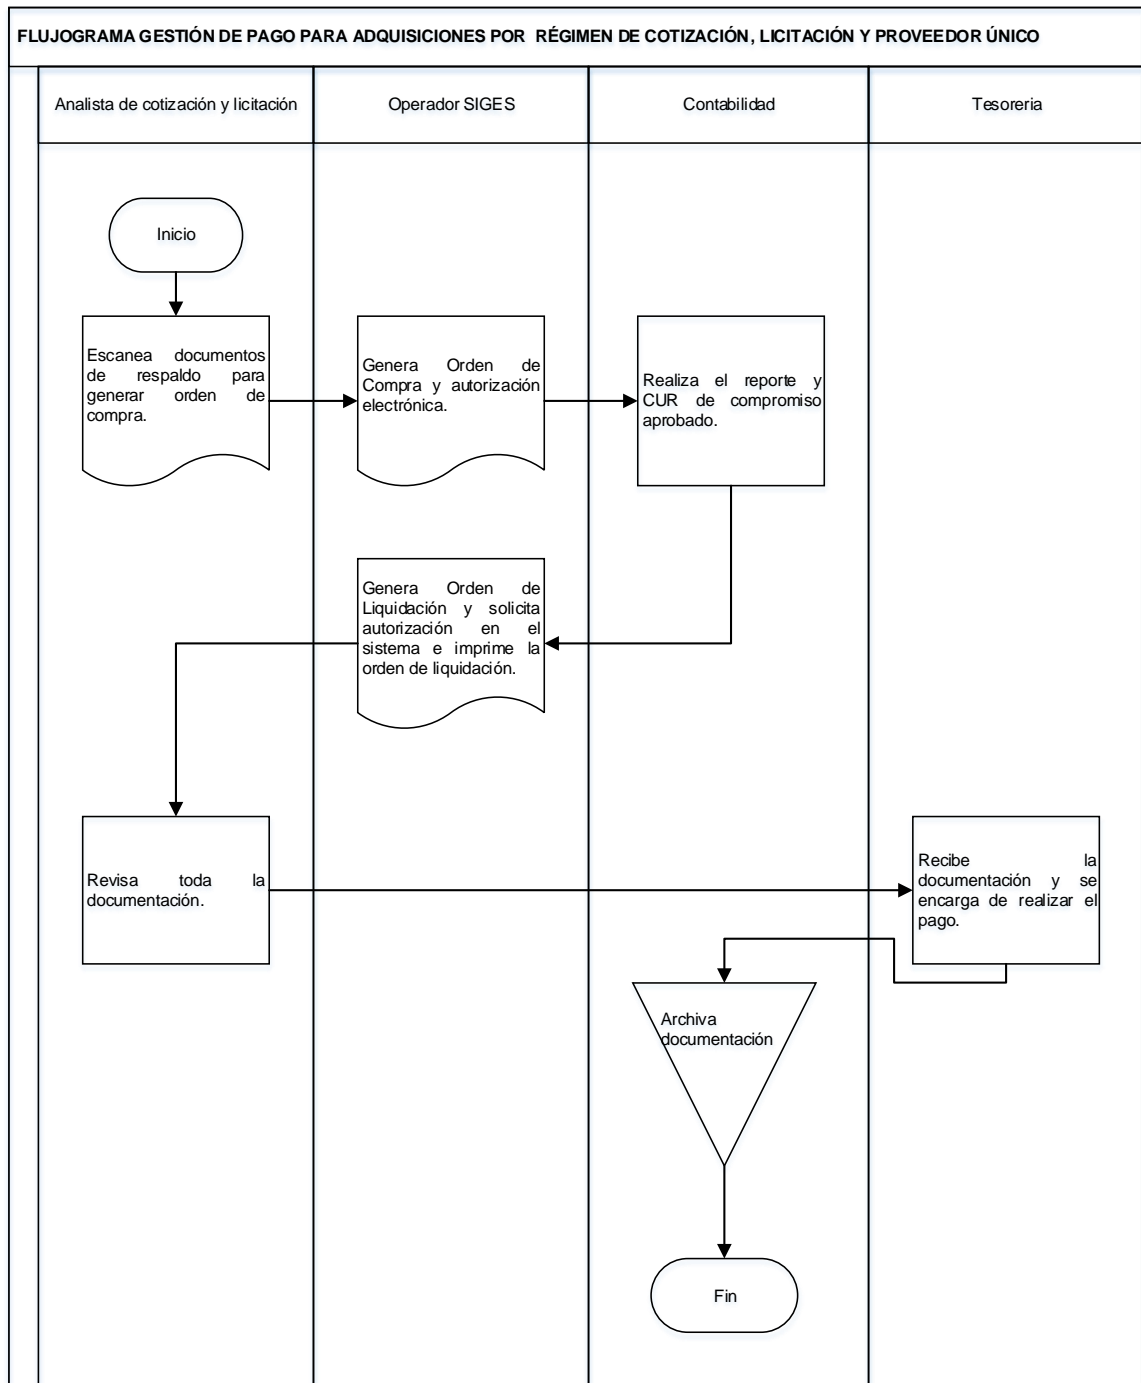 FLUJOGRAMA GESTIÓN DE PAGO PARA ADQUISICIONES POR RÉGIMEN DE COTIZACIÓN, LICITACIÓN Y PROVEEDOR ÚNICO
Analista de cotización y licitación
Operador SIGES
Contabilidad
Tesoreria
Inicio
Escanea documentos
de respaldo para
generar orden de
compra.
Genera Orden de
Compra y autorización
electrónica.
Realiza el reporte y
CUR de compromiso
aprobado.
Genera Orden de
Liquidación y solicita
autorización en el
sistema e imprime la
orden de liquidación.
Revisa toda la
documentación.
Recibe la
documentación y se
encarga de realizar el
pago.
Archiva
documentación
Fin